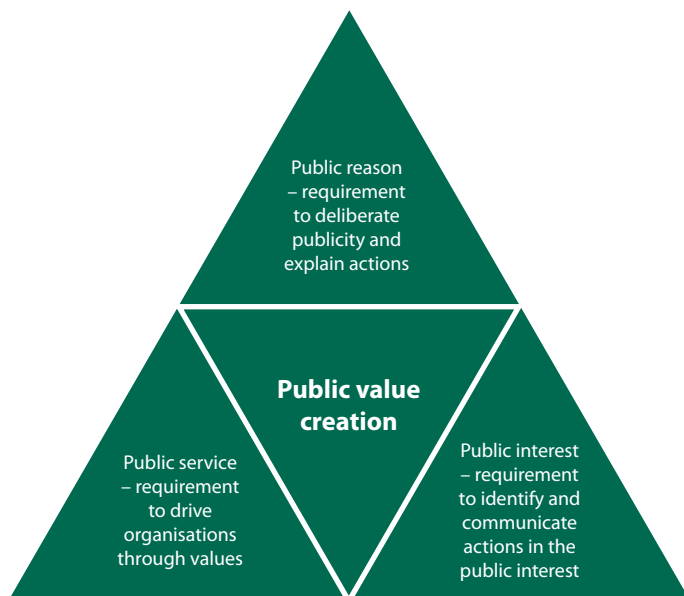 Public reason
– requirement
to deliberate
publicity and
explain actions
Public value
creation
Public service
– requirement
to drive
organisations
through values
Public interest
– requirement
to identify and
communicate
actions in the
public interest